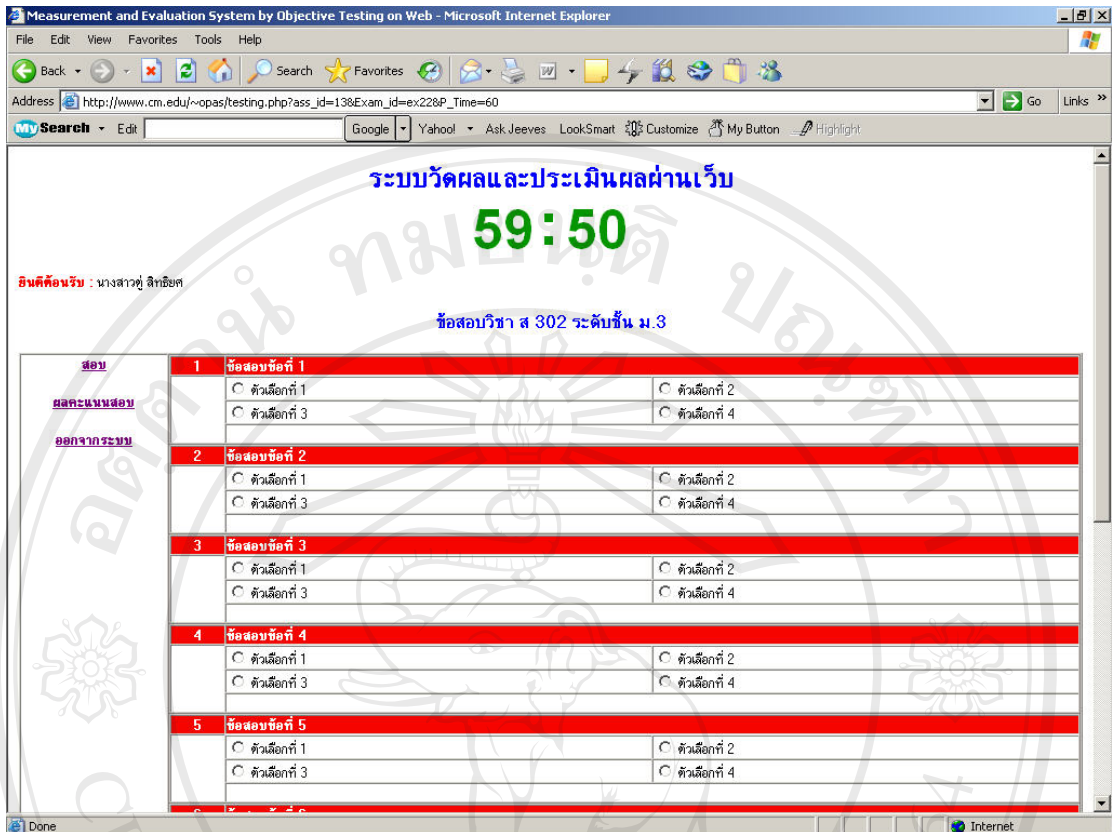 Measurement and Evaluation System by Objective Testing on Web - Microsoft Internet Explorer
File Edit View Favorites Tools Help
Back Search Favorites
Address http://www.cm.edu/~opas/testing.php?ass_id=13&Exam_id=ex22&P_Time=60 Go Links »
My Search Edit Google Yahoo! Ask Jeeves LookSmart Customize My Button Highlight
ระบบวัดผลและประเมินผลผ่านเว็บ
59:50
ยินดีต้อนรับ : นางสาวดู่ สิทธิยศ
ข้อสอบวิชา ส 302 ระดับชั้น ม.3
สอบ
ผลคะแนนสอบ
ออกจากระบบ
1 ข้อสอบข้อที่ 1
ตัวเลือกที่ 1 ตัวเลือกที่ 2
ตัวเลือกที่ 3 ตัวเลือกที่ 4
2 ข้อสอบข้อที่ 2
ตัวเลือกที่ 1 ตัวเลือกที่ 2
ตัวเลือกที่ 3 ตัวเลือกที่ 4
3 ข้อสอบข้อที่ 3
ตัวเลือกที่ 1 ตัวเลือกที่ 2
ตัวเลือกที่ 3 ตัวเลือกที่ 4
4 ข้อสอบข้อที่ 4
ตัวเลือกที่ 1 ตัวเลือกที่ 2
ตัวเลือกที่ 3 ตัวเลือกที่ 4
5 ข้อสอบข้อที่ 5
ตัวเลือกที่ 1 ตัวเลือกที่ 2
ตัวเลือกที่ 3 ตัวเลือกที่ 4
Done Internet